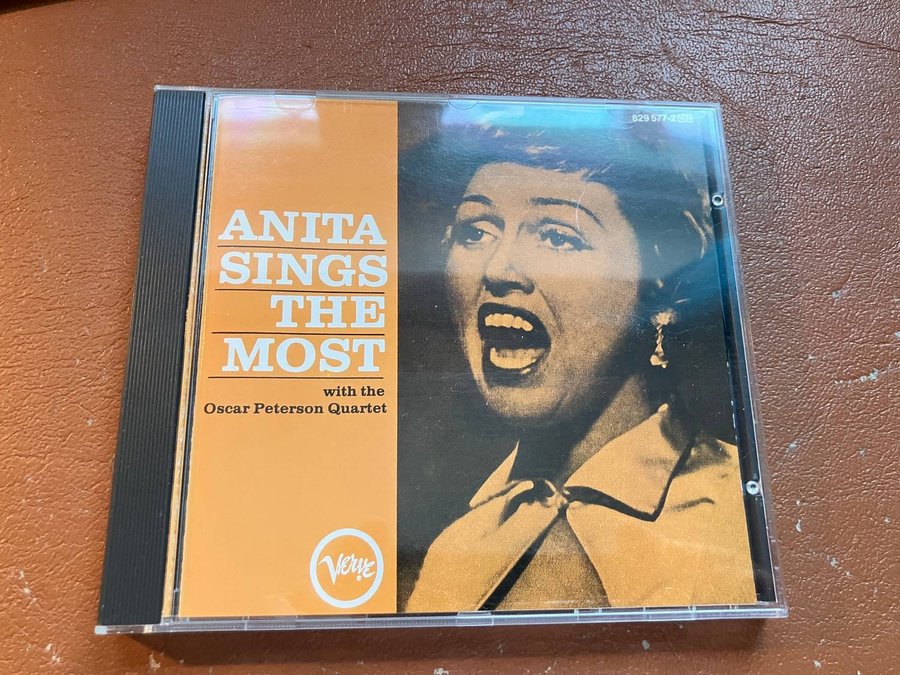 829 577-2
ANITA
SINGS
THE
MOST
with the
Oscar Peterson Quartet
Verve